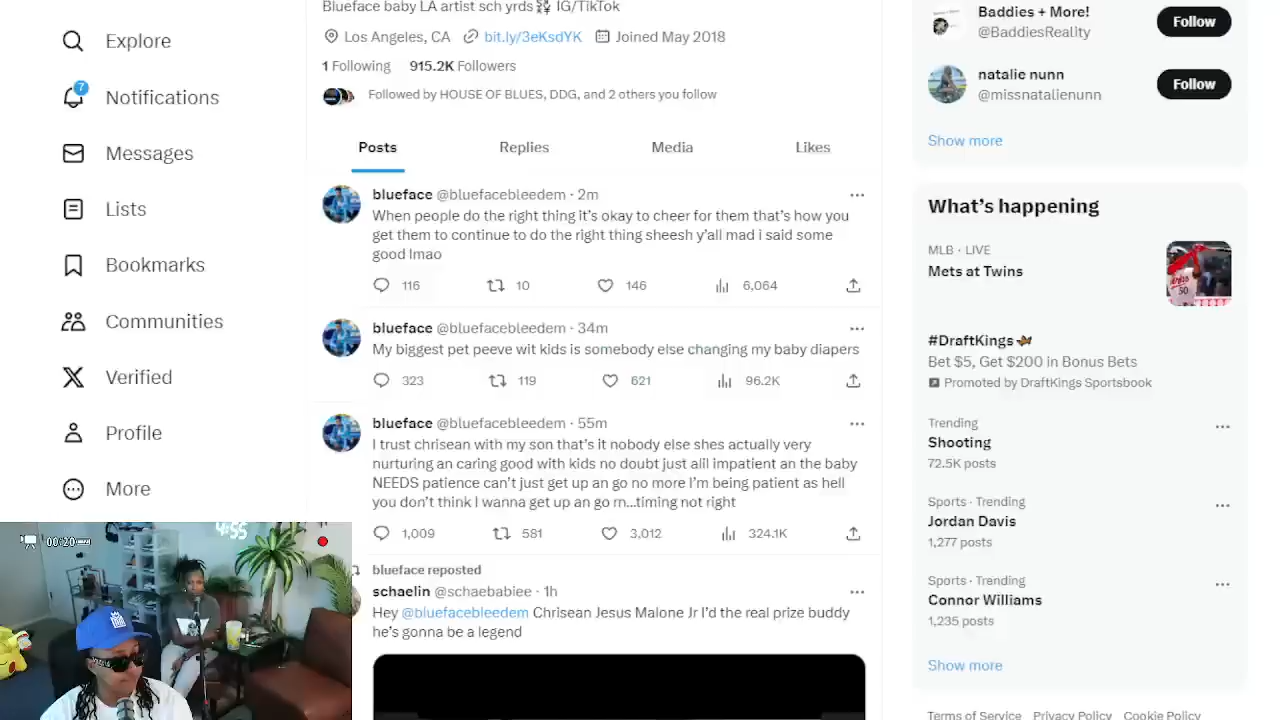 Explore
7
Notifications
Messages
Lists
Bookmarks
Communities
Verified
Profile
More
Blueface baby LA artist sch yrds IG/TikTok
Los Angeles, CA bit.ly/3eKsdYK Joined May 2018
1 Following 915.2K Followers
Followed by HOUSE OF BLUES, DDG, and 2 others you follow
Posts Replies Media Likes
blueface @bluefacebleedem · 2m
When people do the right thing it's okay to cheer for them that's how you
get them to continue to do the right thing sheesh y'all mad i said some
good lmao
116 10 146 6,064
blueface @bluefacebleedem · 34m
My biggest pet peeve wit kids is somebody else changing my baby diapers
323 119 621 96.2K
blueface @bluefacebleedem · 55m
I trust chrisean with my son that's it nobody else shes actually very
nurturing an caring good with kids no doubt just alil impatient an the baby
NEEDS patience can't just get up an go no more I'm being patient as hell
you don't think I wanna get up an go rn...timing not right
1,009 581 3,012 324.1K
blueface reposted
schaelin @schaebabiee · 1h
Hey @bluefacebleedem Chrisean Jesus Malone Jr I'd the real prize buddy
he's gonna be a legend
Baddies + More!
@BaddiesReality
Follow
natalie nunn
@missnatalienunn
Follow
Show more
What's happening
MLB · LIVE
Mets at Twins
#DraftKings
Bet $5, Get $200 in Bonus Bets
Promoted by DraftKings Sportsbook
Trending
Shooting
72.5K posts
Sports · Trending
Jordan Davis
1,277 posts
Sports · Trending
Connor Williams
1,235 posts
Show more
Terms of Service Privacy Policy Cookie Policy
4:55